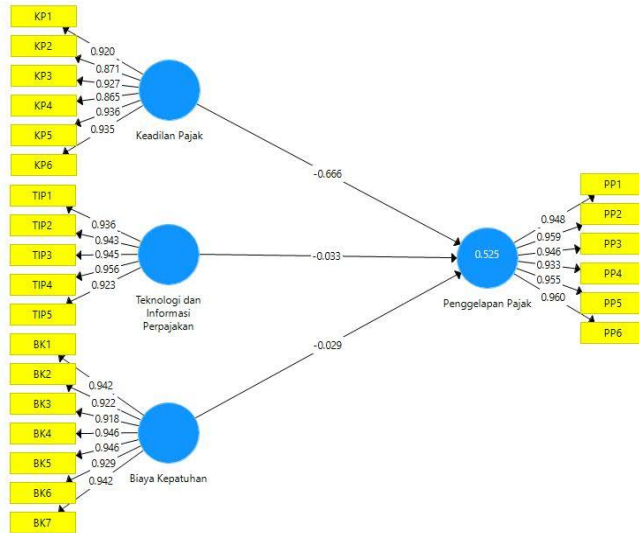 KP1
KP2
KP3
KP4
KP5
KP6
0.920
0.871
0.927
0.865
0.936
0.935
Keadilan Pajak
TIP1
TIP2
TIP3
TIP4
TIP5
0.936
0.943
0.945
0.956
0.923
Teknologi dan
Informasi
Perpajakan
BK1
BK2
BK3
BK4
BK5
BK6
BK7
0.942
0.922
0.918
0.946
0.946
0.929
0.942
Biaya Kepatuhan
-0.666
-0.033
-0.029
0.525
Penggelapan Pajak
0.948
0.959
0.946
0.933
0.955
0.960
PP1
PP2
PP3
PP4
PP5
PP6